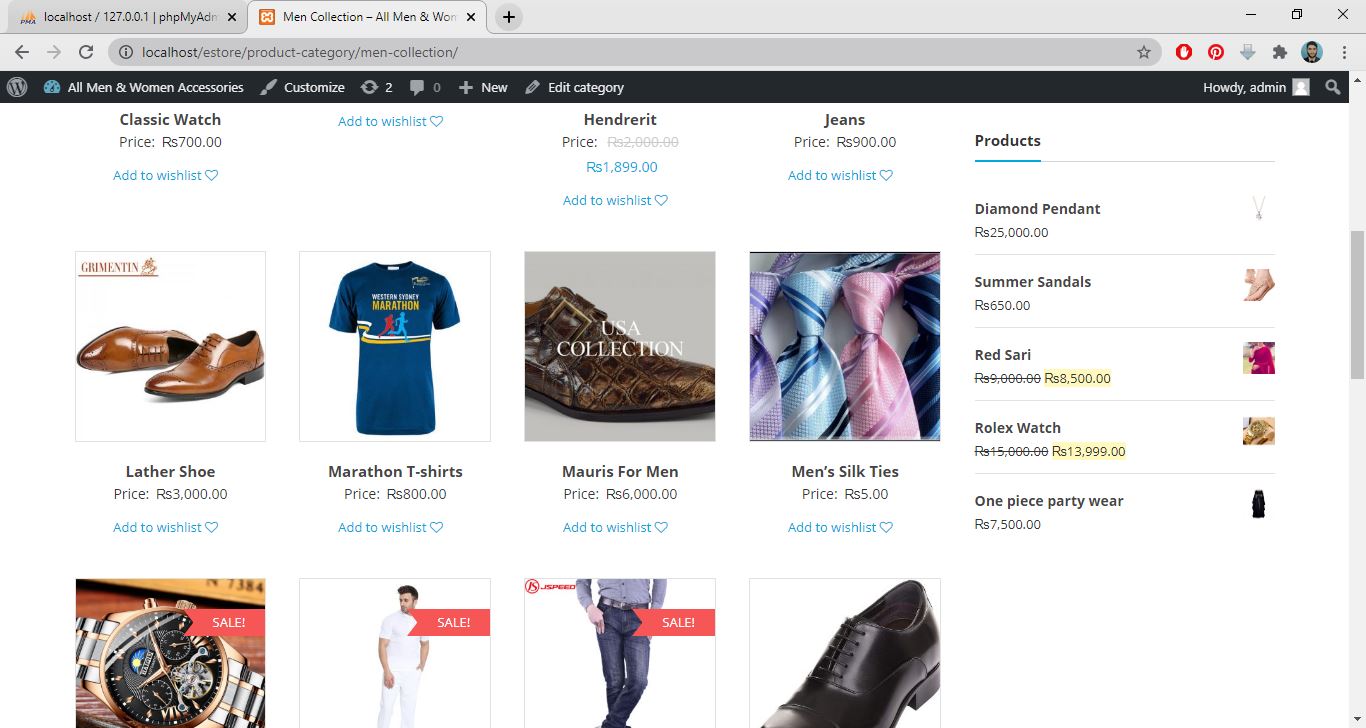 localhost / 127.0.0.1 | phpMyAdm
Men Collection – All Men & Wom
localhost/estore/product-category/men-collection/
All Men & Women Accessories
Customize
2
0
New
Edit category
Howdy, admin
Classic Watch
Price: Rs700.00
Add to wishlist
Add to wishlist
Hendrerit
Price: Rs2,000.00
Rs1,899.00
Add to wishlist
Jeans
Price: Rs900.00
Add to wishlist
GRIMENTIN
Lather Shoe
Price: Rs3,000.00
Add to wishlist
WESTERN SYDNEY
MARATHON
Marathon T-shirts
Price: Rs800.00
Add to wishlist
USA
COLLECTION
Mauris For Men
Price: Rs6,000.00
Add to wishlist
Men’s Silk Ties
Price: Rs5.00
Add to wishlist
N 7384
SALE!
SALE!
JSPEED
SALE!
Products
Diamond Pendant
Rs25,000.00
Summer Sandals
Rs650.00
Red Sari
Rs9,000.00 Rs8,500.00
Rolex Watch
Rs15,000.00 Rs13,999.00
One piece party wear
Rs7,500.00